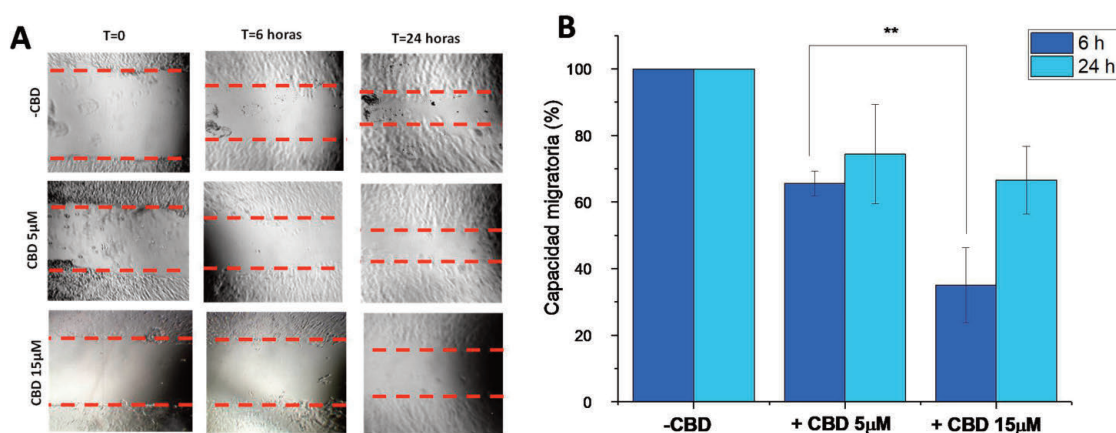 A
T=0
T=6 horas
T=24 horas
-CBD
CBD 5µM
CBD 15µM
B
**
6 h
24 h
Capacidad migratoria (%)
100
80
60
40
20
0
-CBD
+ CBD 5µM
+ CBD 15µM